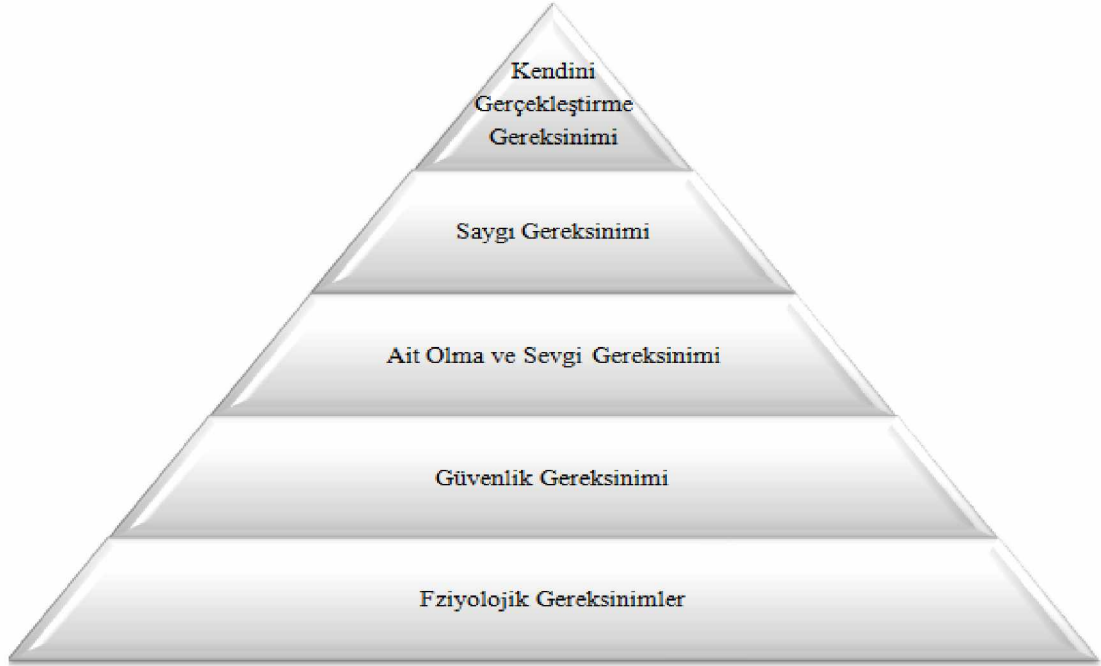 Kendini
Gerçekleştirme
Gereksinimi
Saygı Gereksinimi
Ait Olma ve Sevgi Gereksinimi
Güvenlik Gereksinimi
Fziyolojik Gereksinimler